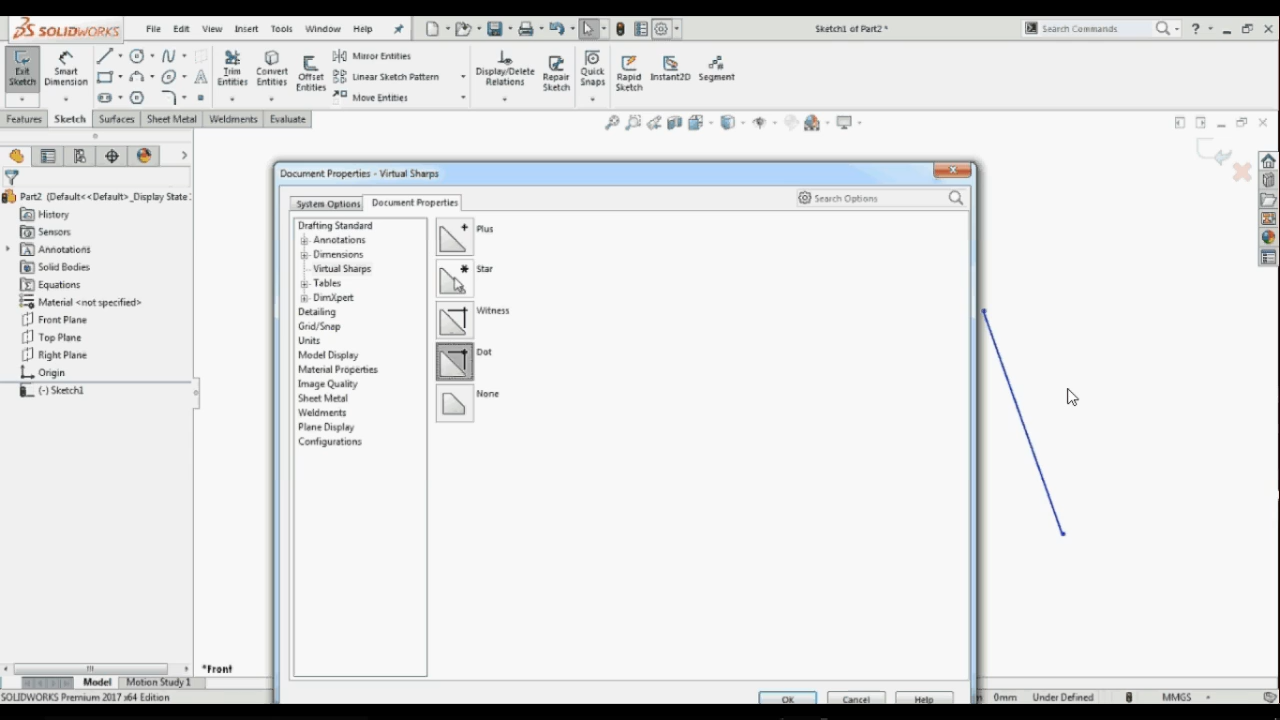 SOLIDWORKS File Edit View Insert Tools Window Help Sketch1 of Part2 * Search Commands
Exit Sketch
Smart Dimension
Trim Entities
Convert Entities
Offset Entities
Mirror Entities
Linear Sketch Pattern
Move Entities
Display/Delete Relations
Repair Sketch
Quick Snaps
Rapid Sketch
Instant2D
Segment
Features Sketch Surfaces Sheet Metal Weldments Evaluate
Part2 (Default<<Default>_Display State
History
Sensors
Annotations
Solid Bodies
Equations
Material <not specified>
Front Plane
Top Plane
Right Plane
Origin
(-) Sketch1
Document Properties - Virtual Sharps
System Options Document Properties Search Options
Drafting Standard
Annotations
Dimensions
Virtual Sharps
Tables
DimXpert
Detailing
Grid/Snap
Units
Model Display
Material Properties
Image Quality
Sheet Metal
Weldments
Plane Display
Configurations
Plus
Star
Witness
Dot
None
OK Cancel Help
*Front
Model Motion Study 1
SOLIDWORKS Premium 2017 x64 Edition 0mm Under Defined MMGS